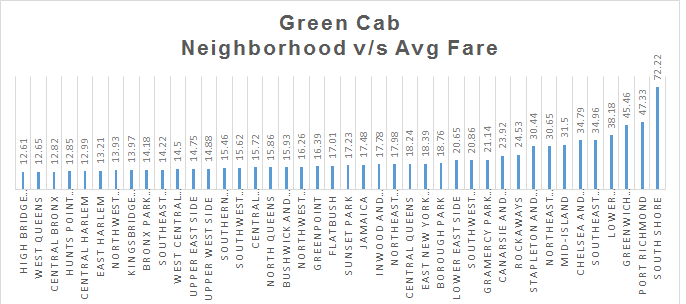 Green Cab
Neighborhood v/s Avg Fare
12.61
12.65
12.82
12.85
12.99
13.21
13.93
13.97
14.18
14.22
14.5
14.75
14.88
15.46
15.62
15.72
15.86
15.93
16.26
16.39
17.01
17.23
17.48
17.78
17.98
18.24
18.39
18.76
20.65
20.86
21.14
23.92
24.53
30.44
30.65
31.5
34.79
34.96
38.18
45.46
47.33
72.22
HIGH BRIDGE…
WEST QUEENS
CENTRAL BRONX
HUNTS POINT…
CENTRAL HARLEM
EAST HARLEM
NORTHWEST…
KINGSBRIDGE…
BRONX PARK…
SOUTHEAST…
WEST CENTRAL…
UPPER EAST SIDE
UPPER WEST SIDE
SOUTHERN…
SOUTHWEST…
CENTRAL…
NORTH QUEENS
BUSHWICK AND…
NORTHWEST…
GREENPOINT
FLATBUSH
SUNSET PARK
JAMAICA
INWOOD AND…
NORTHEAST…
CENTRAL QUEENS
EAST NEW YORK…
BOROUGH PARK
LOWER EAST SIDE
SOUTHWEST…
GRAMERCY PARK…
CANARSIE AND…
ROCKAWAYS
STAPLETON AND…
NORTHEAST…
MID-ISLAND
CHELSEA AND…
SOUTHEAST…
LOWER…
GREENWICH…
PORT RICHMOND
SOUTH SHORE